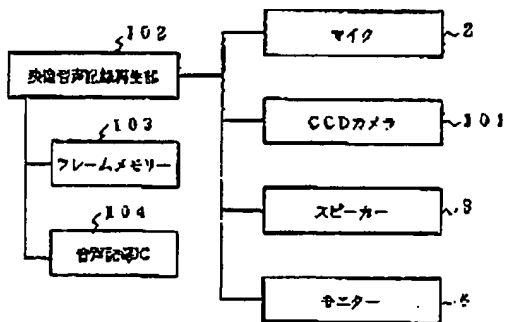 102
映像音声記録再生部
103
フレームメモリー
104
音声記録IC
マイク
2
CCDカメラ
101
スピーカー
3
モニター